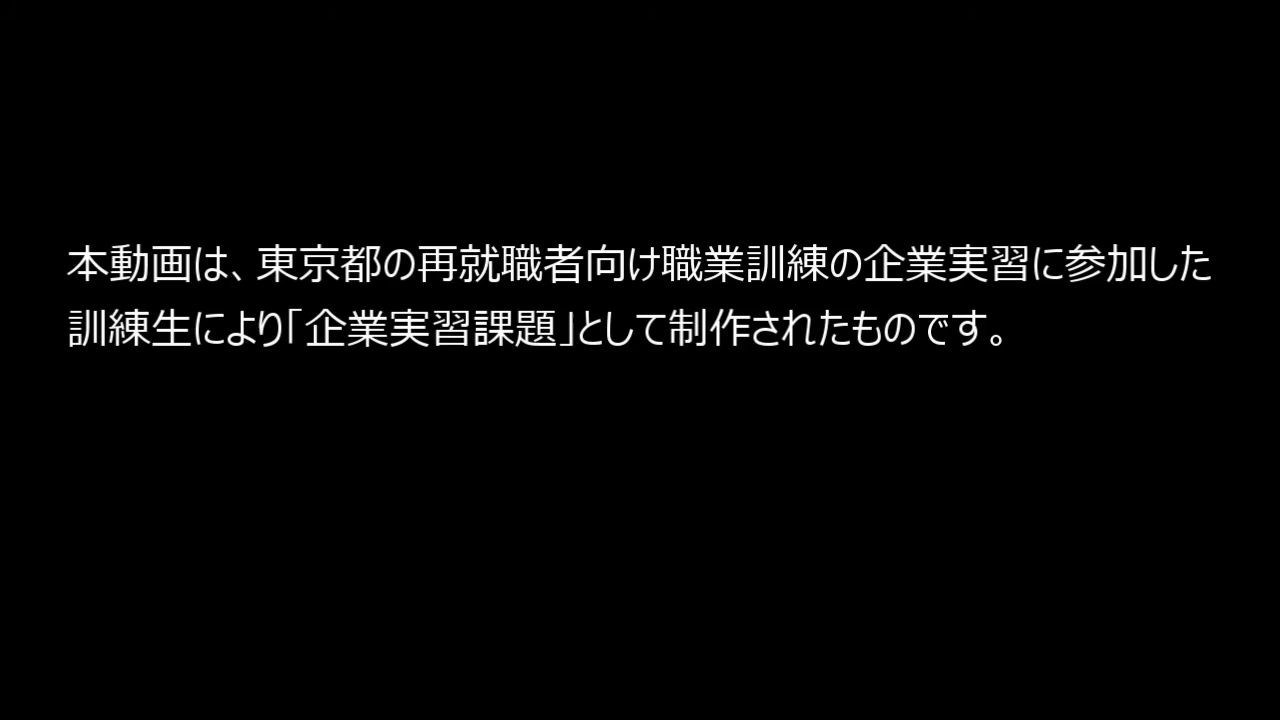 本動画は、東京都の再就職者向け職業訓練の企業実習に参加した
訓練生により「企業実習課題」として制作されたものです。